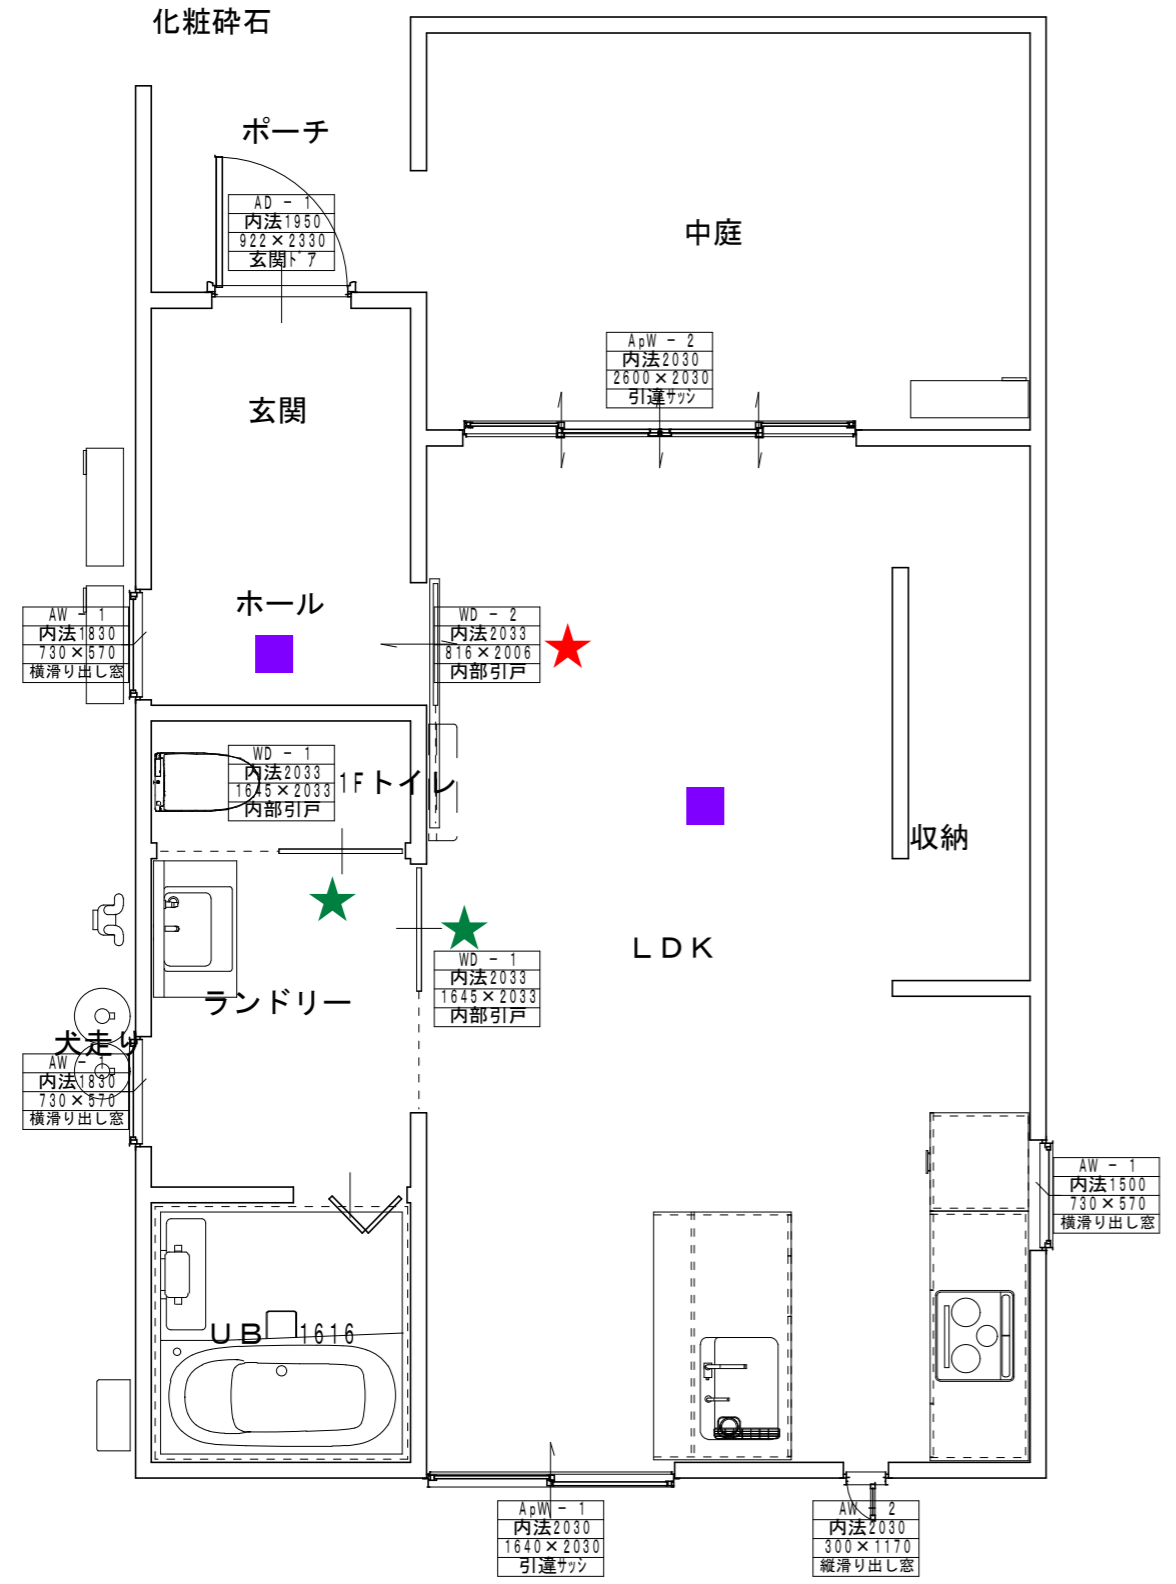 化粧砕石
ポーチ
AD - 1
内法1950
922×2330
玄関ドア
中庭
ApW - 2
内法2030
2600×2030
引違サッシ
玄関
ホール
AW - 1
内法1830
730×570
横滑り出し窓
WD - 2
内法2033
816×2006
内部引戸
WD - 1
内法2033
1645×2033
内部引戸
1Fトイレ
収納
LDK
WD - 1
内法2033
1645×2033
内部引戸
ランドリー
犬走り
AW - 1
内法1830
730×570
横滑り出し窓
AW - 1
内法1500
730×570
横滑り出し窓
UB 1616
ApW - 1
内法2030
1640×2030
引違サッシ
AW - 2
内法2030
300×1170
縦滑り出し窓